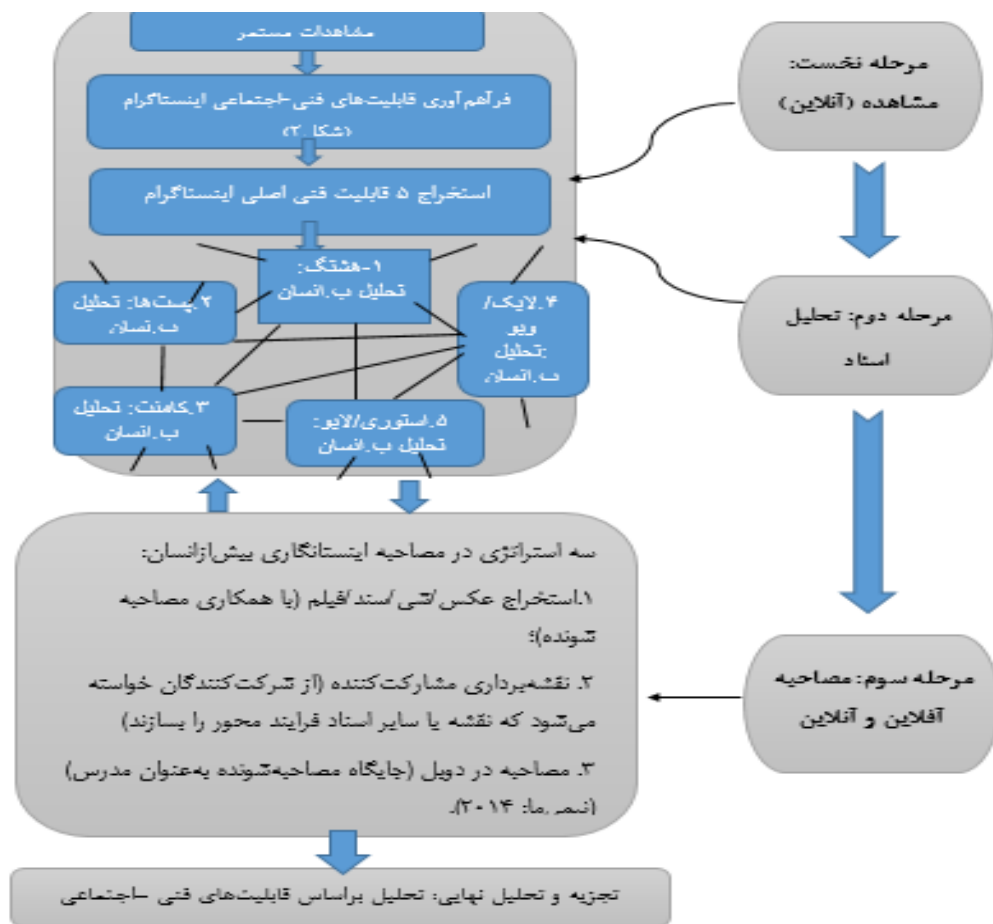 مشاهدات مستمر
فرآهم‌آوری قابلیت‌های فنی-اجتماعی اینستاگرام
(شکل ۲)
استخراج ۵ قابلیت فنی اصلی اینستاگرام
۱-هشتگ:
تحلیل ب.انسان
۲.پست‌ها: تحلیل
ب.نسان
۴.لایک/
ویو
:تحلیل
ب.انسان
۳.کامنت: تحلیل
ب.انسان
۵.استوری/لایو:
تحلیل ب.انسان
مرحله نخست:
مشاهده (آنلاین)
مرحله دوم: تحلیل
اسناد
مرحله سوم: مصاحبه
آفلاین و آنلاین
سه استراتژی در مصاحبه اینستانگاری بیش‌ازانسان:
۱.استخراج عکس/شی/سند/فیلم (با همکاری مصاحبه
شونده)؛
۲. نقشه‌برداری مشارکت‌کننده (از شرکت‌کنندگان خواسته
می‌شود که نقشه یا سایر اسناد فرایند محور را بسازند)
۳. مصاحبه در دوبل (جایگاه مصاحبه‌شونده به‌عنوان مدرس)
۲۰۱۴).
تجزیه و تحلیل نهایی: تحلیل براساس قابلیت‌های فنی -اجتماعی